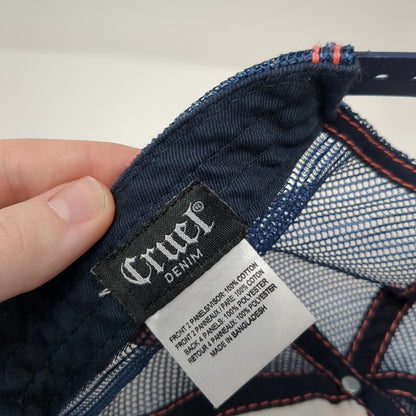 Cruel®
DENIM
FRONT 2 PANELS/VISOR: 100% COTTON
FRONT 2 PANNEAUX / PARE: 100% COTON
BACK 4 PANELS: 100% POLYESTER
RETOUR 4 PANNEAUX: 100% POLYESTER
MADE IN BANGLADESH